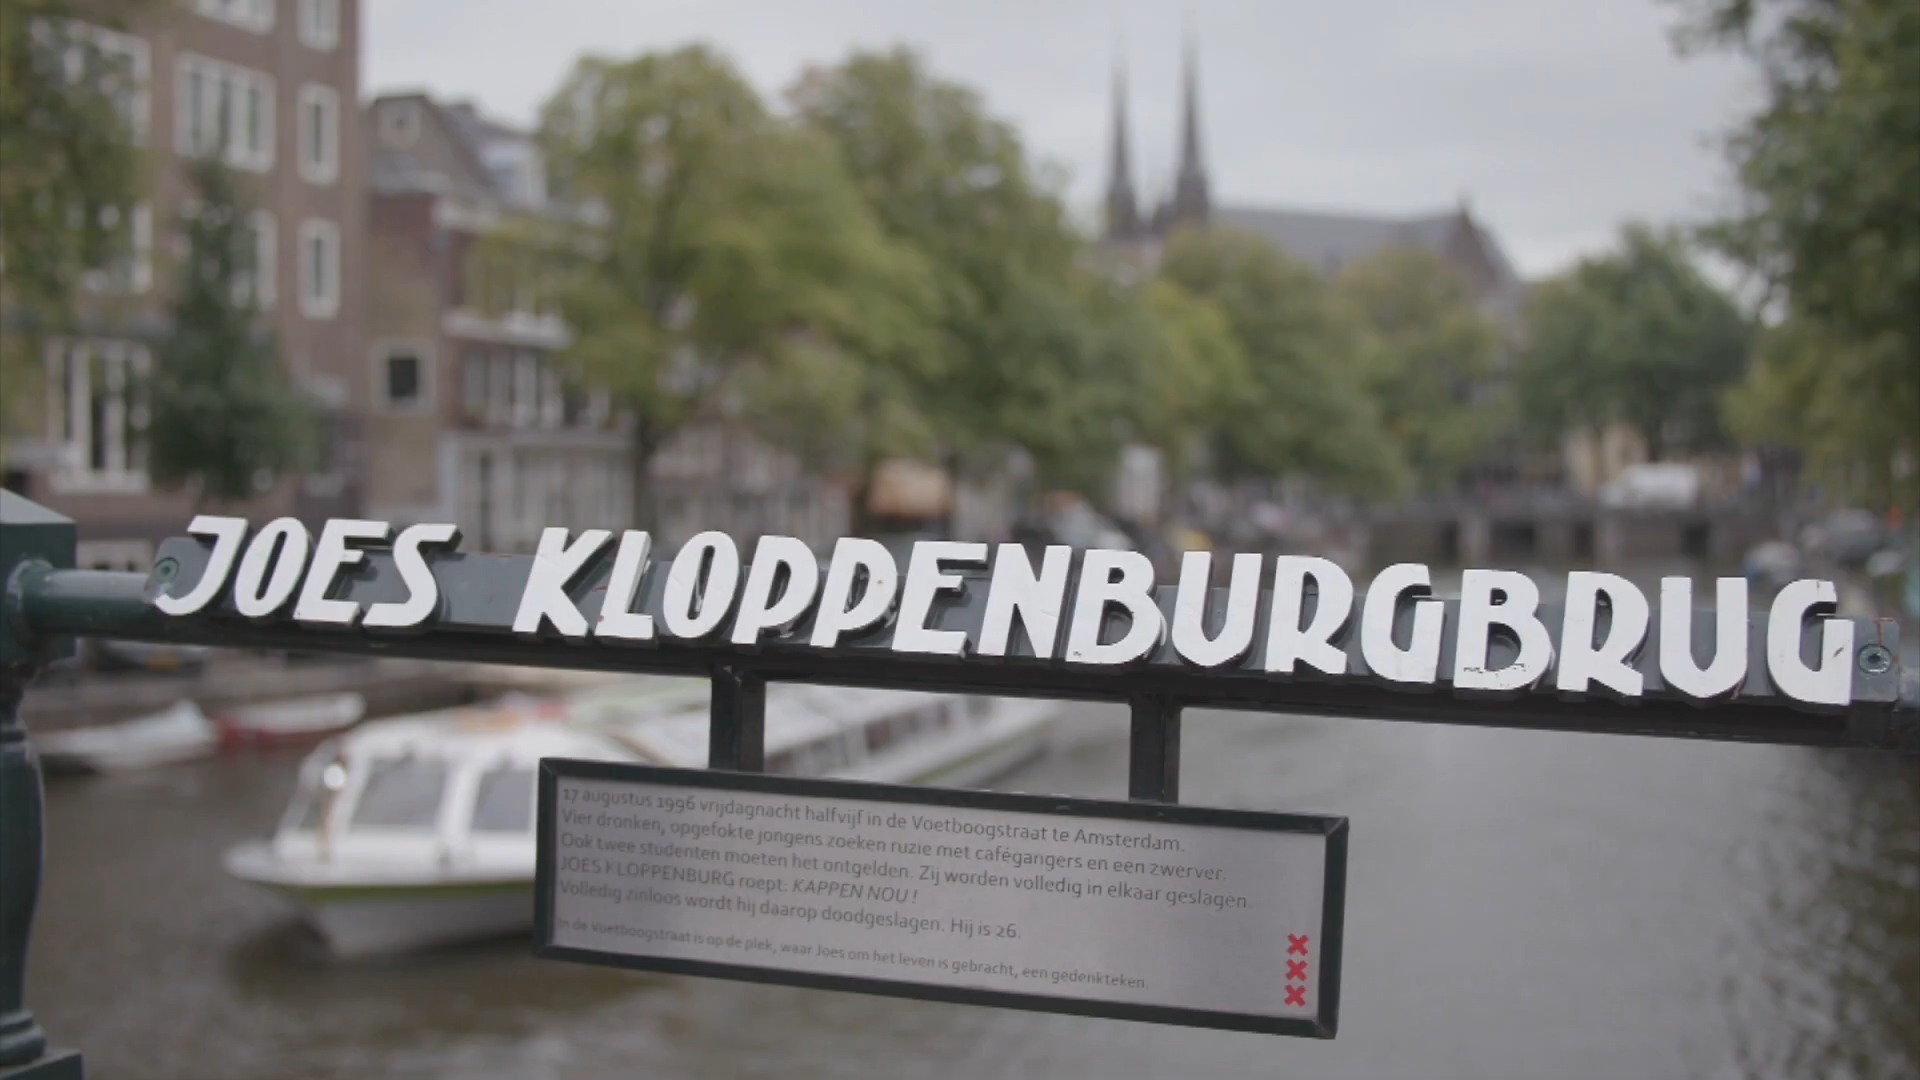 JOES KLOPPENBURGBRUG
17 augustus 1996 vrijdagnacht halfvijf in de Voetboogstraat te Amsterdam.
Vier dronken, opgefokte jongens zoeken ruzie met cafégangers en een zwerver.
Ook twee studenten moeten het ontgelden. Zij worden volledig in elkaar geslagen.
JOES KLOPPENBURG roept: KAPPEN NOU !
Volledig zinloos wordt hij daarop doodgeslagen. Hij is 26.
In de Voetboogstraat is op de plek, waar Joes om het leven is gebracht, een gedenkteken.